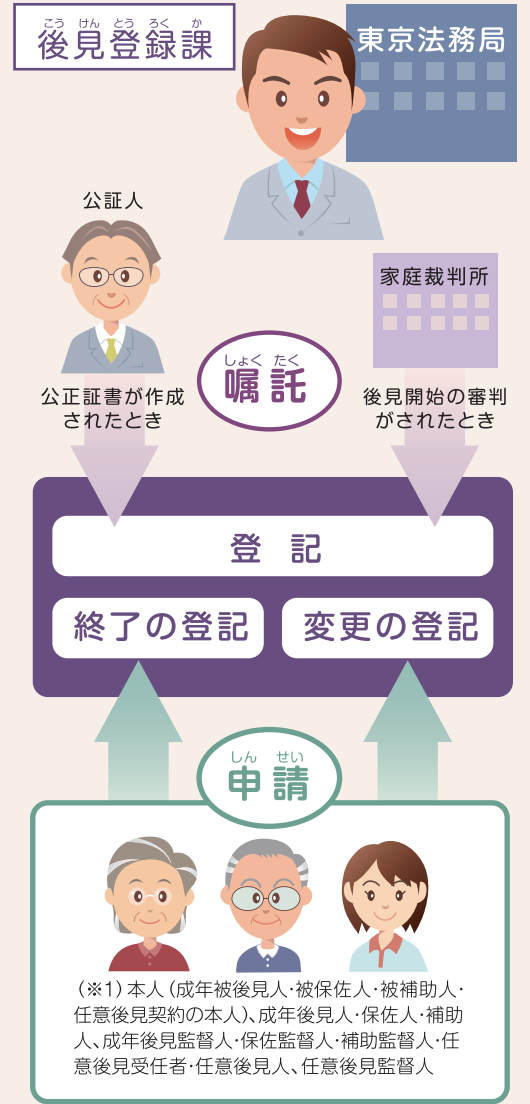 こう けん とう ろく か
後見登録課
東京法務局
公証人
家庭裁判所
しょく たく
嘱託
公正証書が作成
されたとき
後見開始の審判
がされたとき
登 記
終了の登記
変更の登記
しん せい
申請
(※1)本人(成年被後見人・被保佐人・被補助人・
任意後見契約の本人)、成年後見人・保佐人・補助
人、成年後見監督人・保佐監督人・補助監督人・任
意後見受任者・任意後見人、任意後見監督人